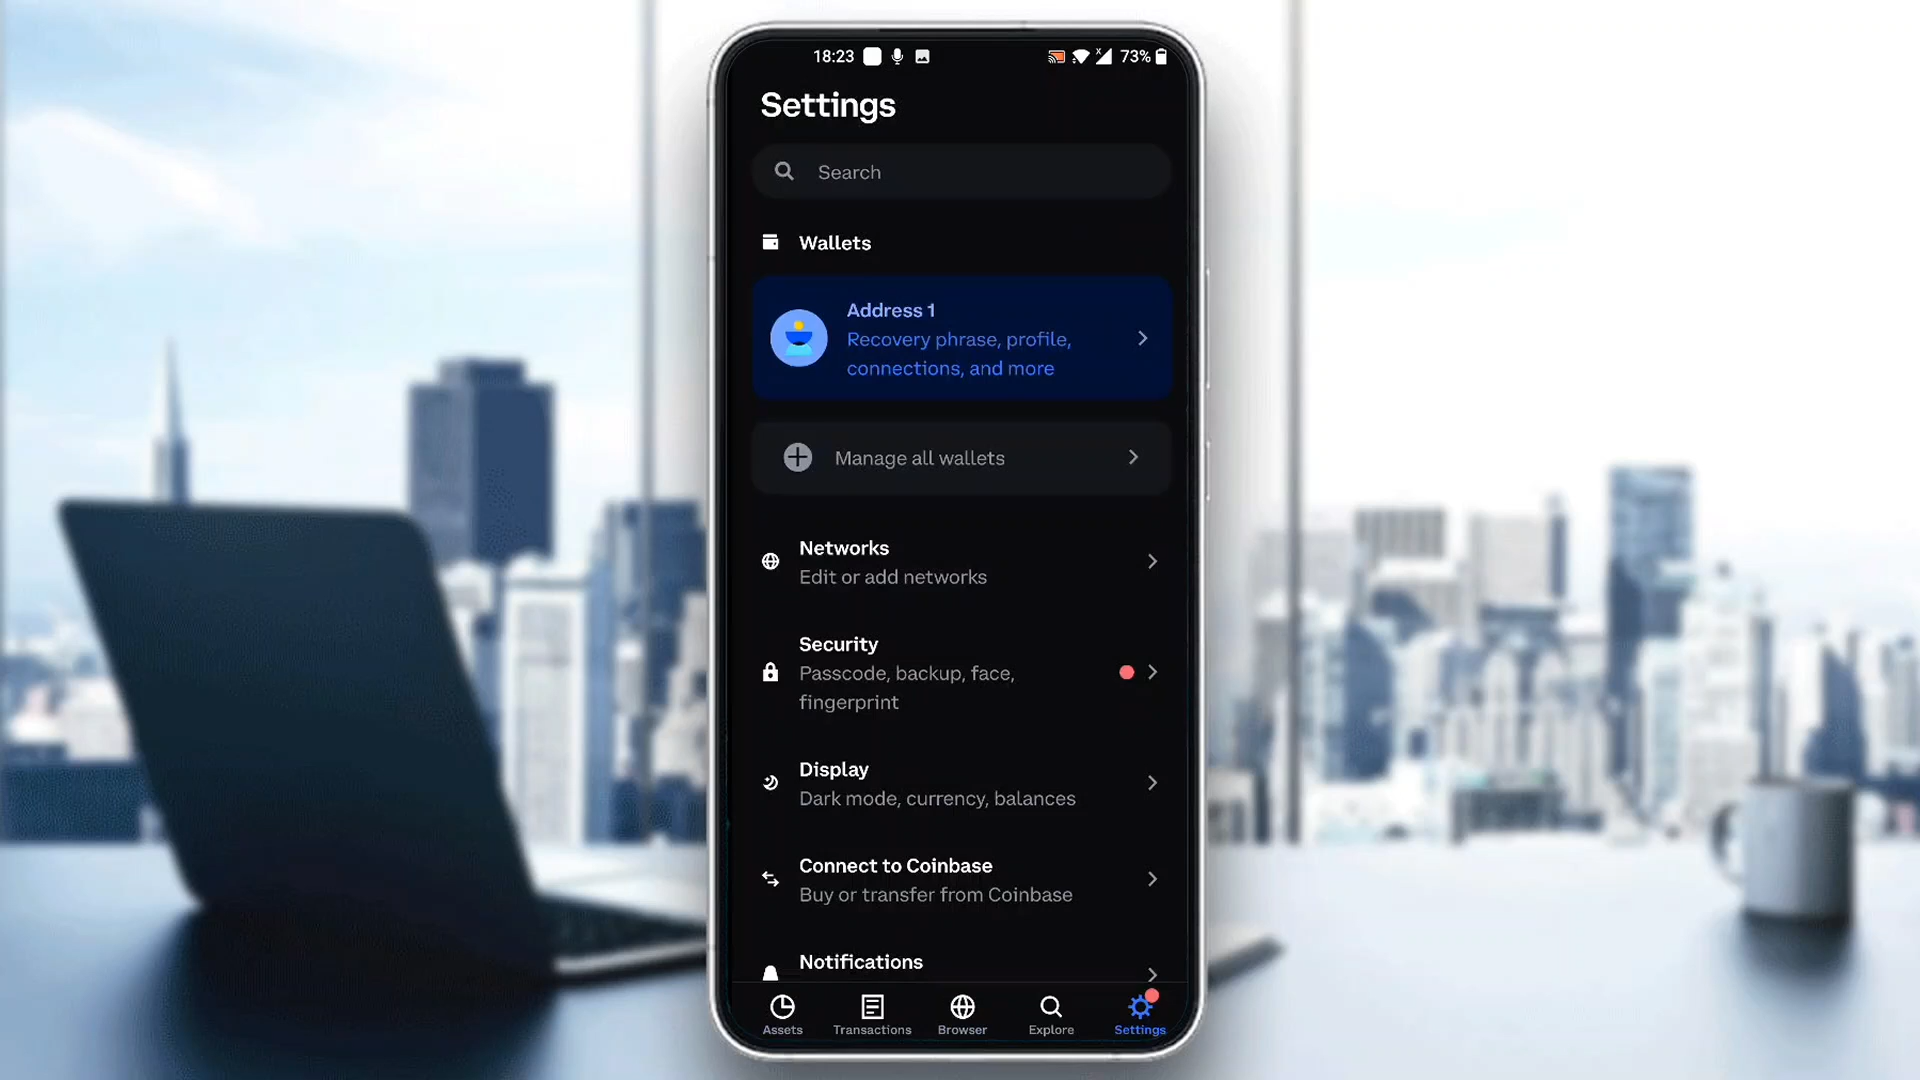 18:23
73%
Settings
Search
Wallets
Address 1
Recovery phrase, profile,
connections, and more
Manage all wallets
Networks
Edit or add networks
Security
Passcode, backup, face,
fingerprint
Display
Dark mode, currency, balances
Connect to Coinbase
Buy or transfer from Coinbase
Notifications
Assets
Transactions
Browser
Explore
Settings